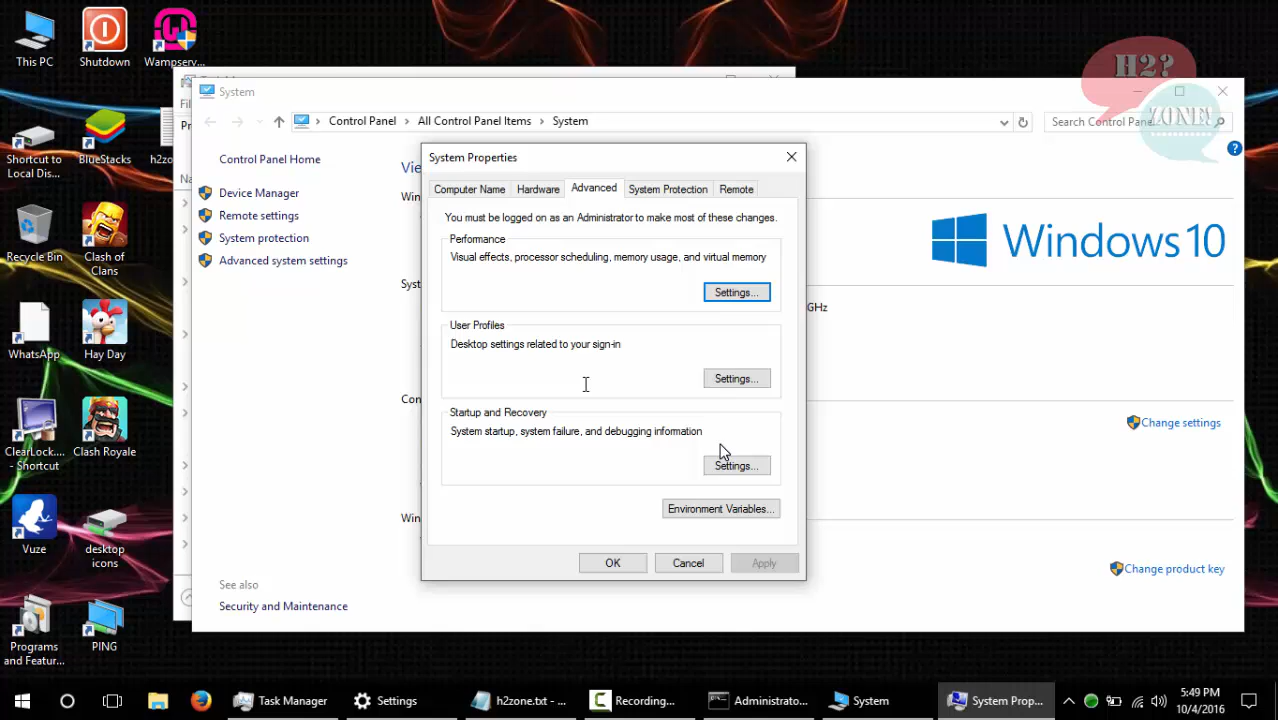 This PC
Shutdown
Wampserv...
Shortcut to
Local Dis...
BlueStacks
Recycle Bin
Clash of
Clans
WhatsApp
Hay Day
ClearLock....
- Shortcut
Clash Royale
Vuze
desktop
icons
Programs
and Featur...
PING
System
Control Panel
All Control Panel Items
System
Search Control Pane
H2?
ZONE!
Control Panel Home
Device Manager
Remote settings
System protection
Advanced system settings
See also
Security and Maintenance
Windows 10
GHz
Change settings
Change product key
System Properties
Computer Name
Hardware
Advanced
System Protection
Remote
You must be logged on as an Administrator to make most of these changes.
Performance
Visual effects, processor scheduling, memory usage, and virtual memory
Settings...
User Profiles
Desktop settings related to your sign-in
Settings...
Startup and Recovery
System startup, system failure, and debugging information
Settings...
Environment Variables...
OK
Cancel
Apply
Task Manager
Settings
h2zone.txt - ...
Recording...
Administrato...
System
System Prop...
5:49 PM
10/4/2016